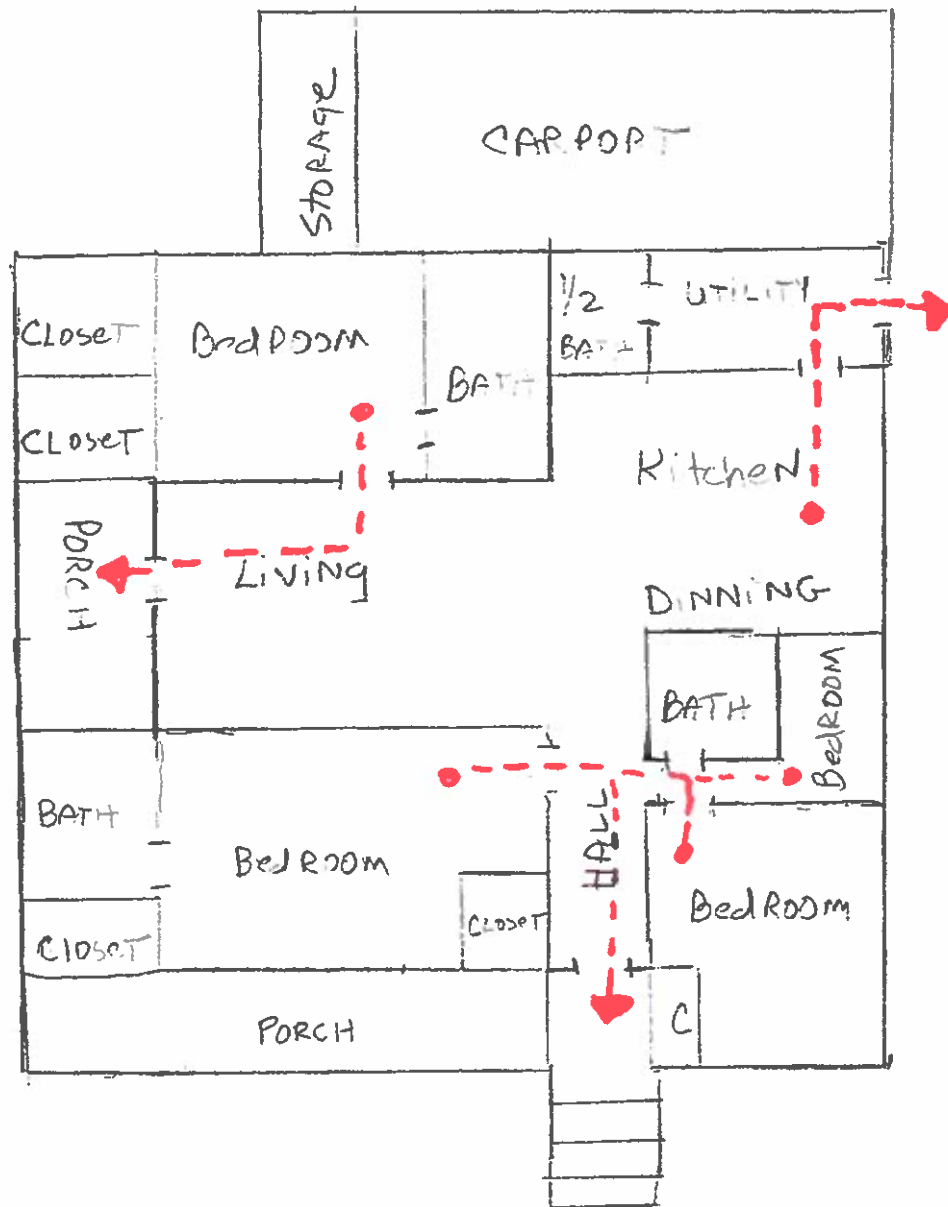 STORAGE
CARPORT
CLOSET
BedROOM
1/2
BATH
UTILITY
BATH
CLOSET
KitcheN
PORCH
LiviNg
DiNNiNG
BATH
BedROOM
BATH
BedROOM
HALL
CLOSET
BedROOM
ClOSeT
PORCH
C